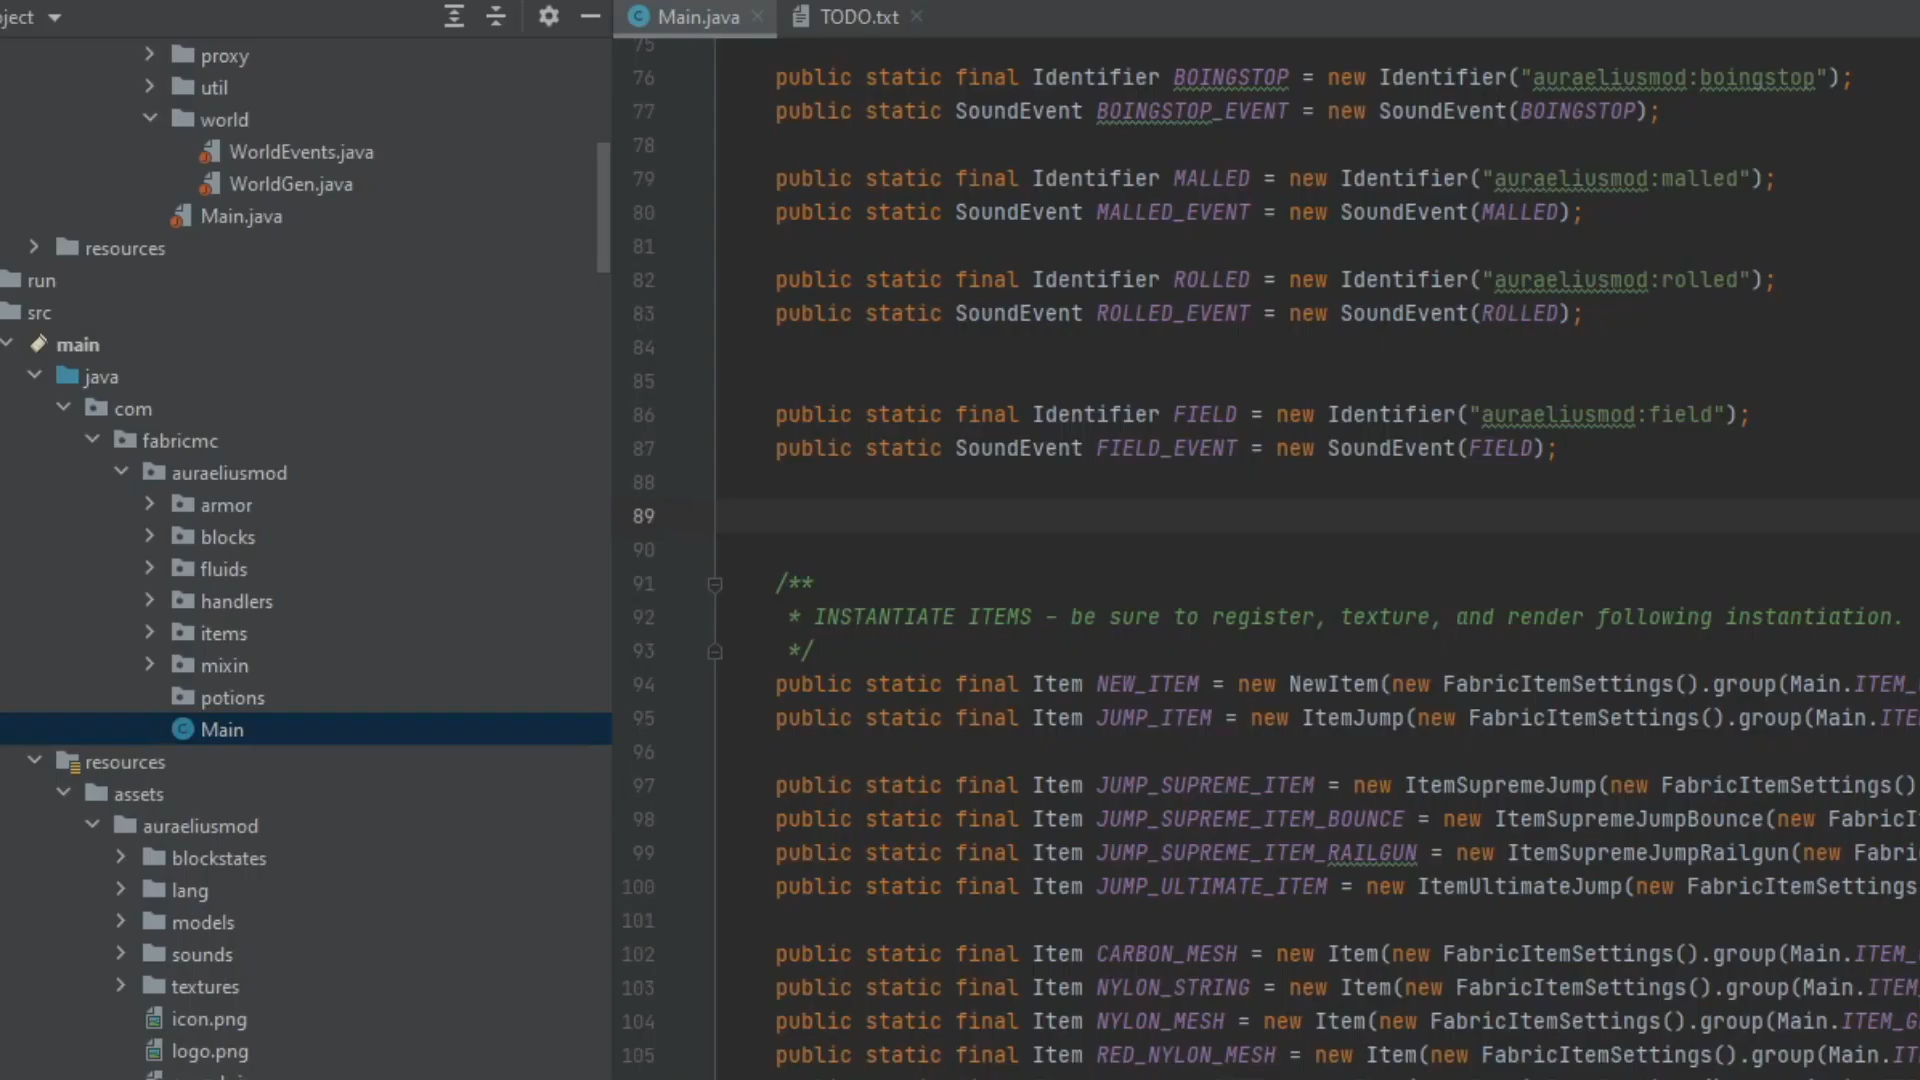 ject
proxy
util
world
WorldEvents.java
WorldGen.java
Main.java
resources
run
src
main
java
com
fabricmc
auraeliusmod
armor
blocks
fluids
handlers
items
mixin
potions
Main
resources
assets
auraeliusmod
blockstates
lang
models
sounds
textures
icon.png
logo.png
Main.java
TODO.txt
75
76 public static final Identifier BOINGSTOP = new Identifier("auraeliusmod:boingstop");
77 public static SoundEvent BOINGSTOP_EVENT = new SoundEvent(BOINGSTOP);
78
79 public static final Identifier MALLED = new Identifier("auraeliusmod:malled");
80 public static SoundEvent MALLED_EVENT = new SoundEvent(MALLED);
81
82 public static final Identifier ROLLED = new Identifier("auraeliusmod:rolled");
83 public static SoundEvent ROLLED_EVENT = new SoundEvent(ROLLED);
84
85
86 public static final Identifier FIELD = new Identifier("auraeliusmod:field");
87 public static SoundEvent FIELD_EVENT = new SoundEvent(FIELD);
88
89
90
91 /**
92 * INSTANTIATE ITEMS – be sure to register, texture, and render following instantiation.
93 */
94 public static final Item NEW_ITEM = new NewItem(new FabricItemSettings().group(Main.ITEM_
95 public static final Item JUMP_ITEM = new ItemJump(new FabricItemSettings().group(Main.ITE
96
97 public static final Item JUMP_SUPREME_ITEM = new ItemSupremeJump(new FabricItemSettings()
98 public static final Item JUMP_SUPREME_ITEM_BOUNCE = new ItemSupremeJumpBounce(new FabricI
99 public static final Item JUMP_SUPREME_ITEM_RAILGUN = new ItemSupremeJumpRailgun(new Fabri
100 public static final Item JUMP_ULTIMATE_ITEM = new ItemUltimateJump(new FabricItemSettings
101
102 public static final Item CARBON_MESH = new Item(new FabricItemSettings().group(Main.ITEM_
103 public static final Item NYLON_STRING = new Item(new FabricItemSettings().group(Main.ITEM
104 public static final Item NYLON_MESH = new Item(new FabricItemSettings().group(Main.ITEM_G
105 public static final Item RED_NYLON_MESH = new Item(new FabricItemSettings().group(Main.IT